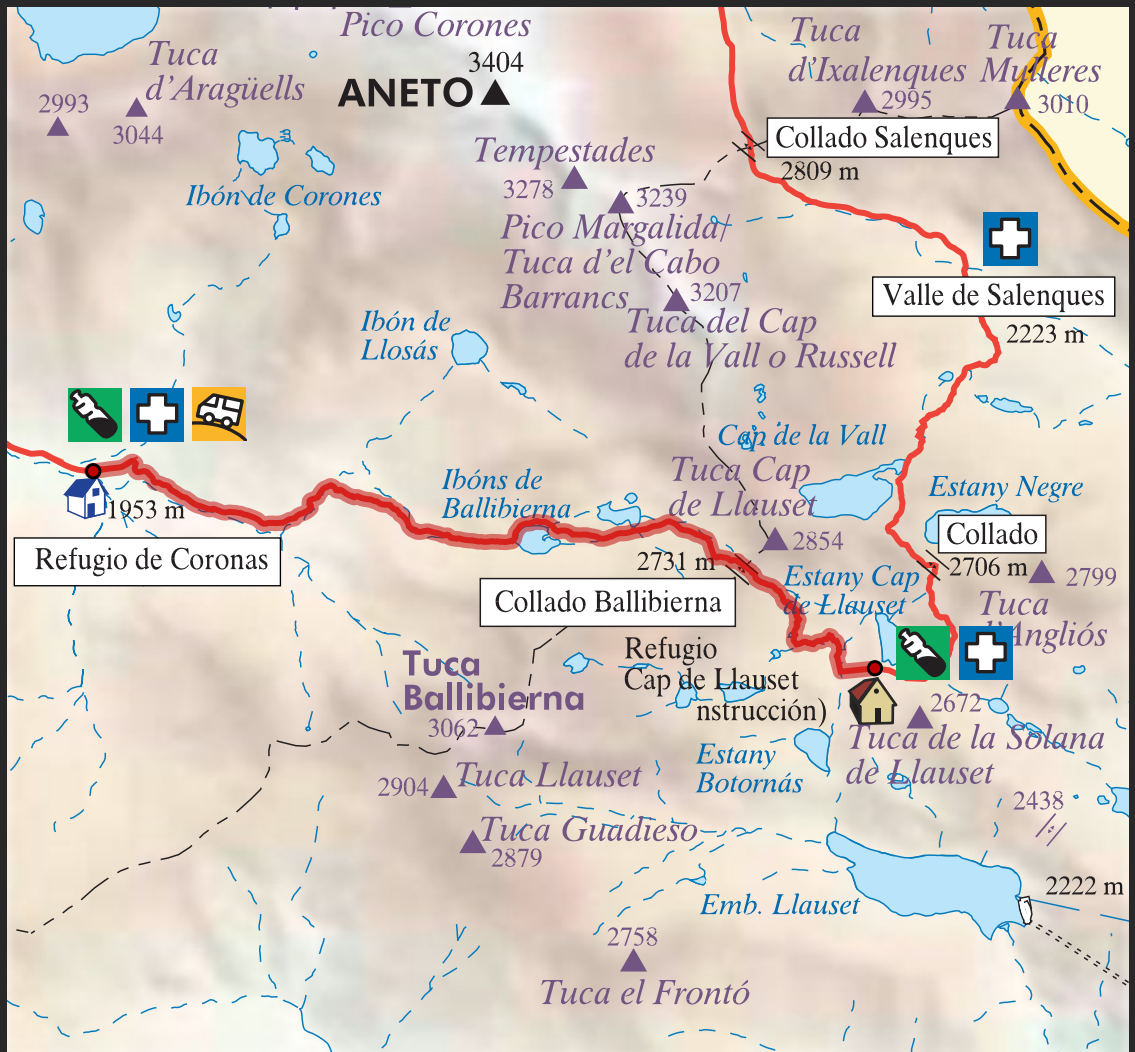 Pico Corones
3404
ANETO
Tuca
d'Aragüells
2993
3044
Tuca
d'Ixalenques
2995
Tuca
Mulleres
3010
Collado Salenques
2809 m
Tempestades
3278
3239
Ibón de Corones
Pico Margalida/
Tuca d'el Cabo
Barrancs
3207
Tuca del Cap
de la Vall o Russell
Valle de Salenques
2223 m
Ibón de
Llosás
Cap de la Vall
Tuca Cap
de Llauset
2854
Ibóns de
Ballibierna
Estany Negre
1953 m
Refugio de Coronas
Collado
2706 m
2799
Tuca
d'Angliós
2731 m
Collado Ballibierna
Estany Cap
de Llauset
Refugio
Cap de Llauset
nstrucción)
Tuca
Ballibierna
3062
2672
Tuca de la Solana
de Llauset
Estany
Botornás
2904
Tuca Llauset
2438
Tuca Guadieso
2879
2222 m
Emb. Llauset
2758
Tuca el Frontó